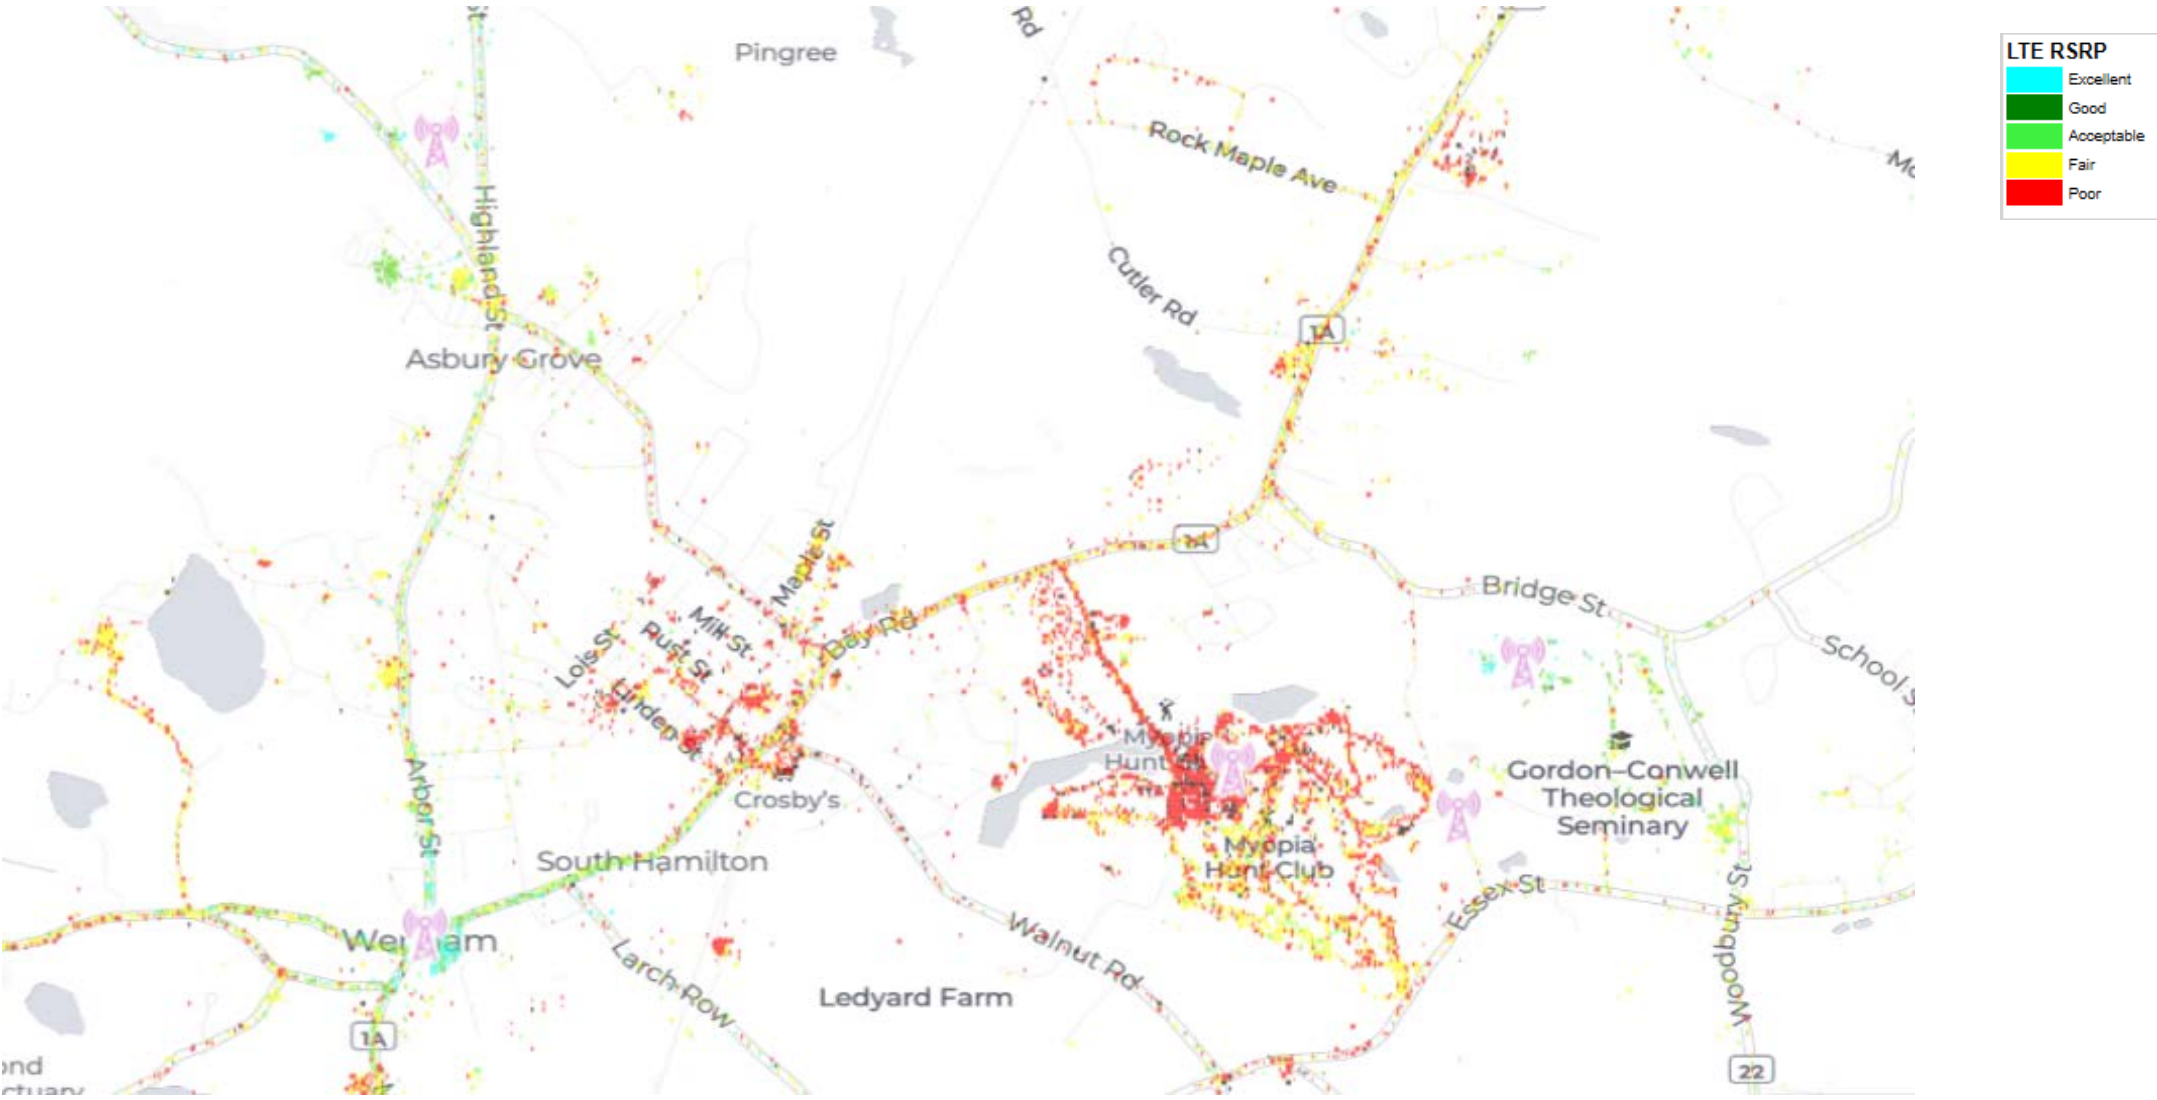 Pingree
Rd
LTE RSRP
Excellent
Good
Acceptable
Fair
Poor
Rock Maple Ave
Highland St
Cutler Rd
1A
Asbury Grove
Maple St
1A
Bridge St
Mill St
Rust St
Lois St
Linden St
Bay Rd
School S
Myopia
Hunt
Gordon–Conwell
Theological
Seminary
Arbor St
Crosby's
Myopia
Hunt Club
South Hamilton
Essex St
Woodbury St
Walnut Rd
Larch Row
Ledyard Farm
1A
22